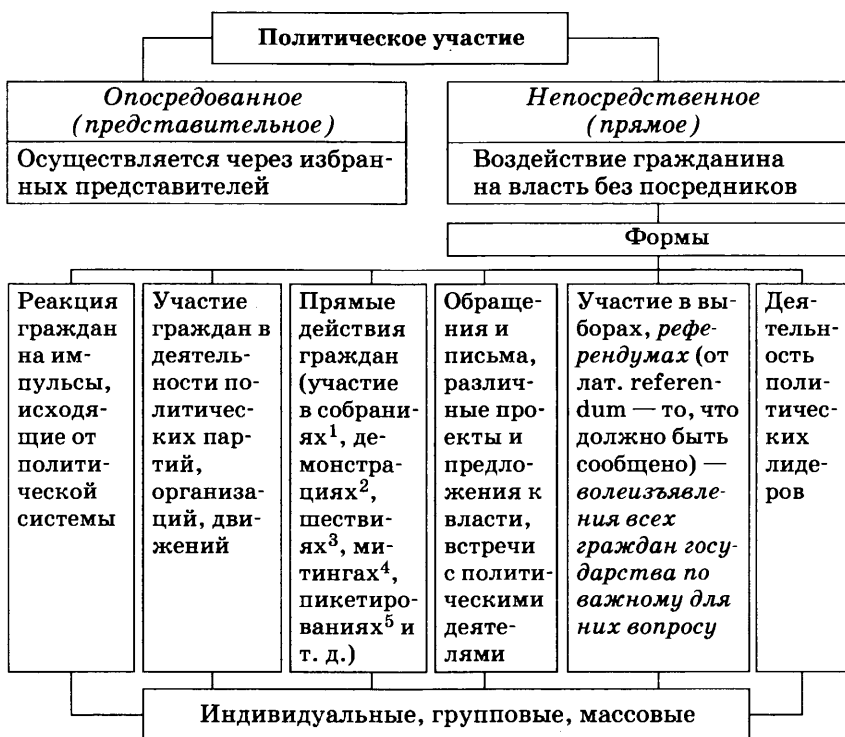 Политическое участие
Опосредованное
(представительное)
Осуществляется через избран-
ных представителей
Непосредственное
(прямое)
Воздействие гражданина
на власть без посредников
Формы
Реакция
граждан
на им-
пульсы,
исходя-
щие от
полити-
ческой
системы
Участие
граждан в
деятель-
ности по-
литичес-
ких пар-
тий,
организа-
ций, дви-
жений
Прямые
действия
граждан
(участие
в собрани-
ях¹, де-
монстра-
циях²,
шестви-
ях³, ми-
тингах⁴,
пикетиро-
ваниях⁵ и
т. д.)
Обраще-
ния и
письма,
различ-
ные про-
екты и
предло-
жения к
власти,
встречи
с полити-
ческими
деяте-
лями
Участие в вы-
борах, рефе-
рендумах (от
лат. referen-
dum — то, что
должно быть
сообщено) —
волеизъявле-
ния всех
граждан госу-
дарства по
важному для
них вопросу
Дея-
тель-
ность
поли-
тичес-
ких
лиде-
ров
Индивидуальные, групповые, массовые